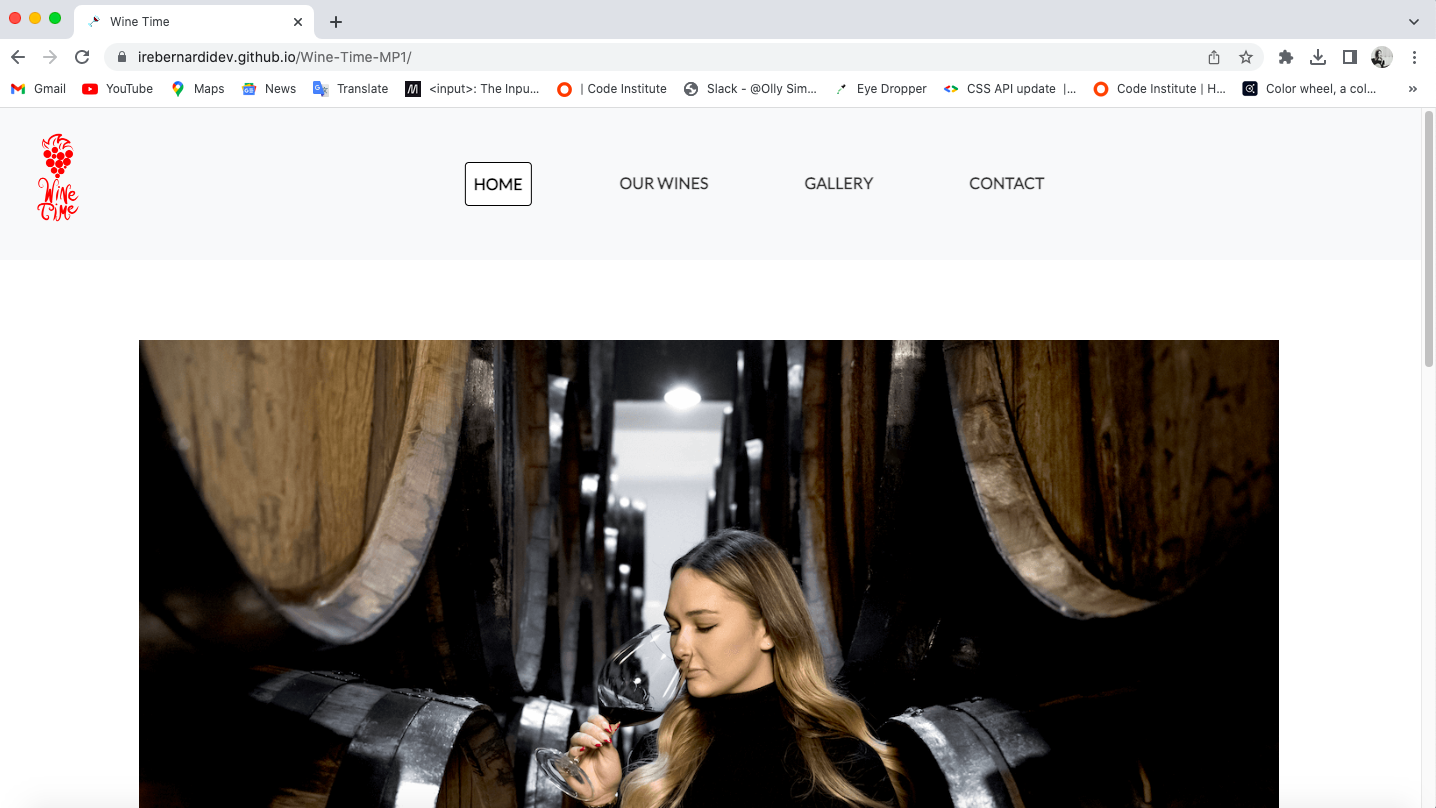 Wine Time
irebernardidev.github.io/Wine-Time-MP1/
Gmail YouTube Maps News Translate <input>: The Inpu... | Code Institute Slack - @Olly Sim... Eye Dropper CSS API update |... Code Institute | H... Color wheel, a col... »
WiNe
TiMe
HOME OUR WINES GALLERY CONTACT